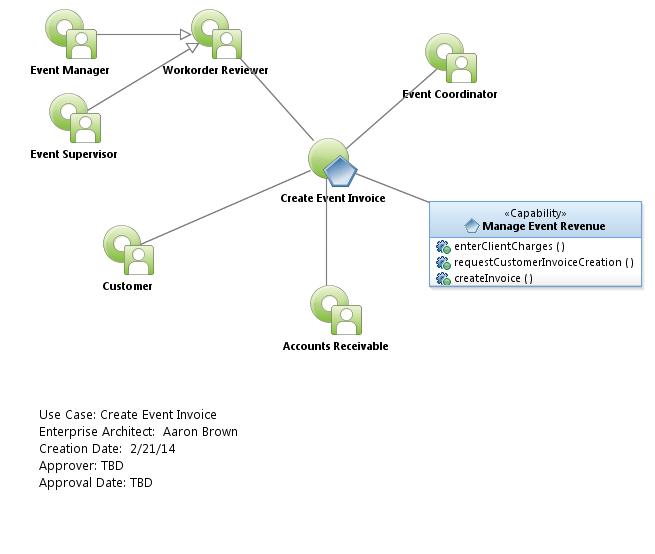 Event Manager
Workorder Reviewer
Event Coordinator
Event Supervisor
Create Event Invoice
«Capability»
Manage Event Revenue
enterClientCharges ()
requestCustomerInvoiceCreation ()
createInvoice ()
Customer
Accounts Receivable
Use Case: Create Event Invoice
Enterprise Architect:  Aaron Brown
Creation Date:  2/21/14
Approver: TBD
Approval Date: TBD